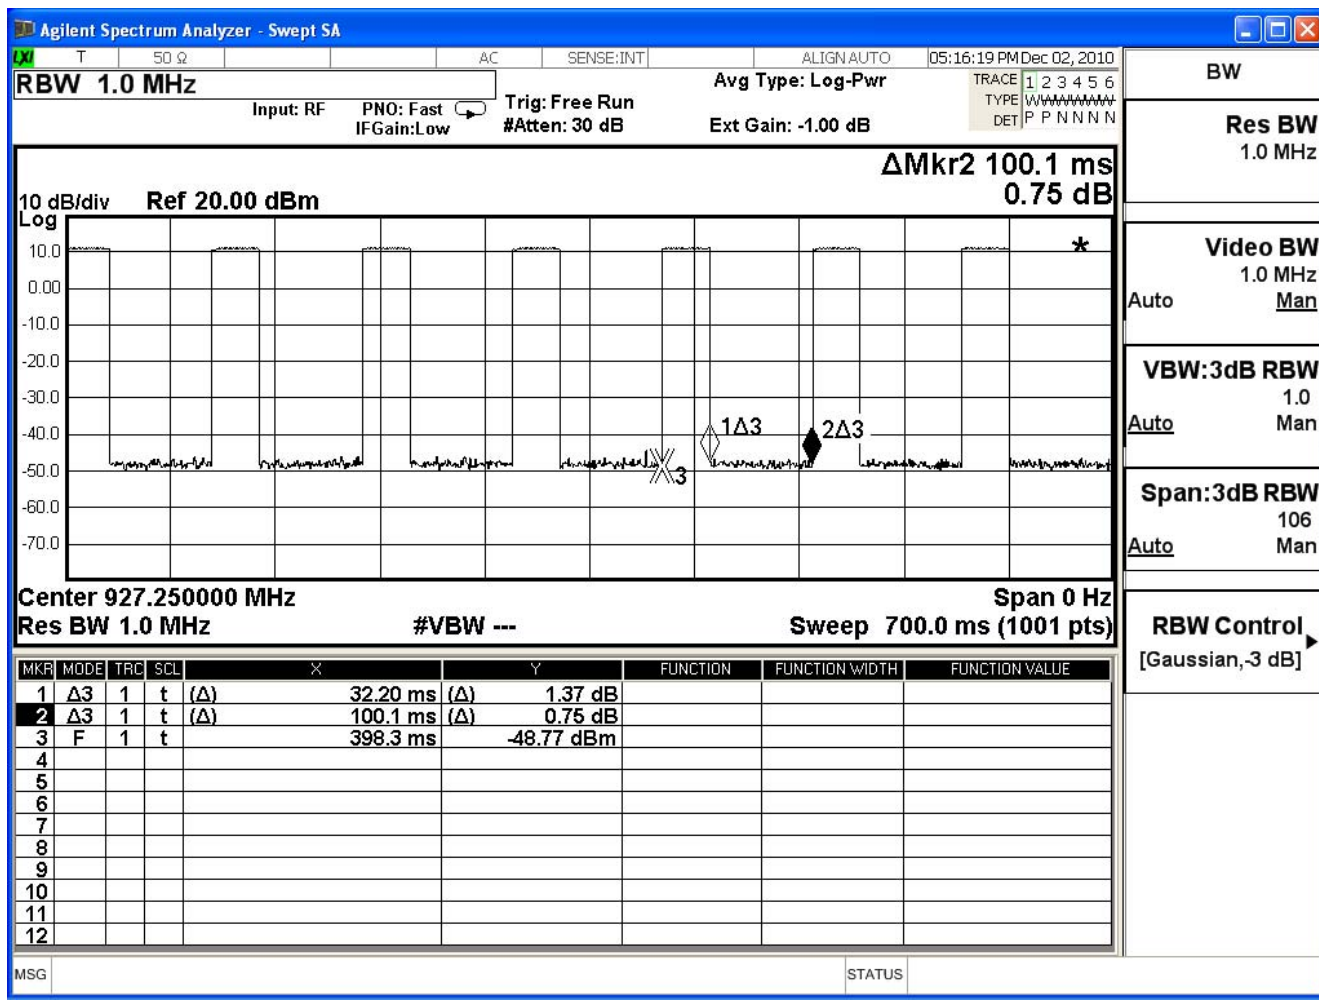 Agilent Spectrum Analyzer - Swept SA
LXI T 50 Ω AC SENSE:INT ALIGN AUTO 05:16:19 PM Dec 02, 2010
RBW 1.0 MHz
Input: RF PNO: Fast Trig: Free Run Avg Type: Log-Pwr TRACE 1 2 3 4 5 6
IFGain:Low #Atten: 30 dB Ext Gain: -1.00 dB TYPE WWWWWW
DET P P N N N N
ΔMkr2 100.1 ms
0.75 dB
10 dB/div Ref 20.00 dBm
Log
10.0
0.00
-10.0
-20.0
-30.0
-40.0
-50.0
-60.0
-70.0
*
1Δ3
2Δ3
3
Center 927.250000 MHz Span 0 Hz
Res BW 1.0 MHz #VBW --- Sweep 700.0 ms (1001 pts)
MKR MODE TRC SCL X Y FUNCTION FUNCTION WIDTH FUNCTION VALUE
1 Δ3 1 t (Δ) 32.20 ms (Δ) 1.37 dB
2 Δ3 1 t (Δ) 100.1 ms (Δ) 0.75 dB
3 F 1 t 398.3 ms -48.77 dBm
4
5
6
7
8
9
10
11
12
MSG STATUS
BW
Res BW
1.0 MHz
Video BW
1.0 MHz
Auto Man
VBW:3dB RBW
1.0
Auto Man
Span:3dB RBW
106
Auto Man
RBW Control
[Gaussian,-3 dB]